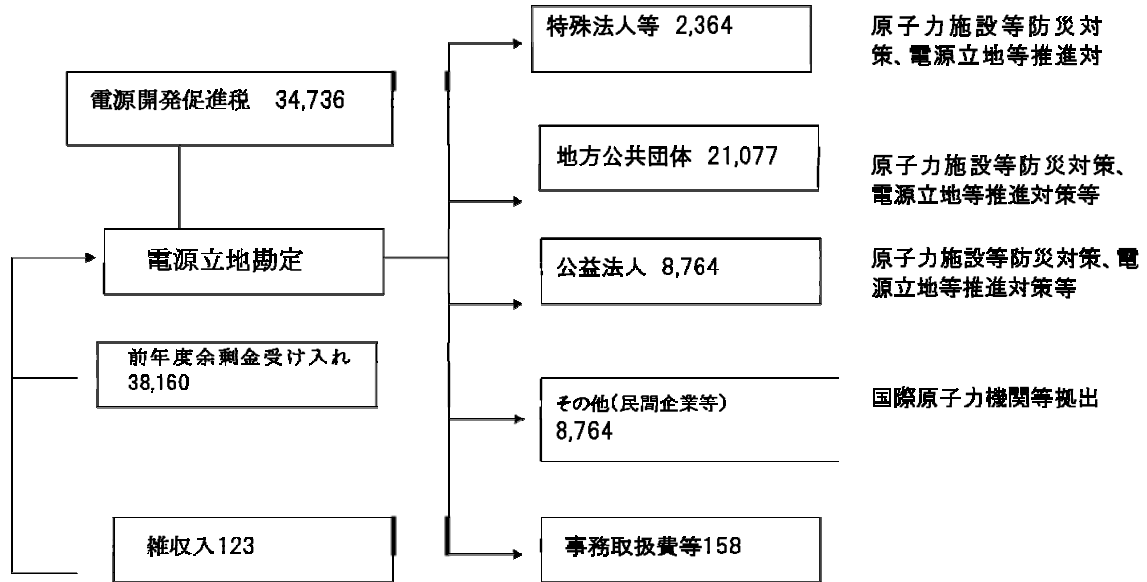 電源開発促進税　34,736
電源立地勘定
前年度余剰金受け入れ
38,160
雑収入123
特殊法人等 2,364
原子力施設等防災対
策、電源立地等推進対
地方公共団体 21,077
原子力施設等防災対策、
電源立地等推進対策等
公益法人 8,764
原子力施設等防災対策、電
源立地等推進対策等
その他（民間企業等）
8,764
国際原子力機関等拠出
事務取扱費等158